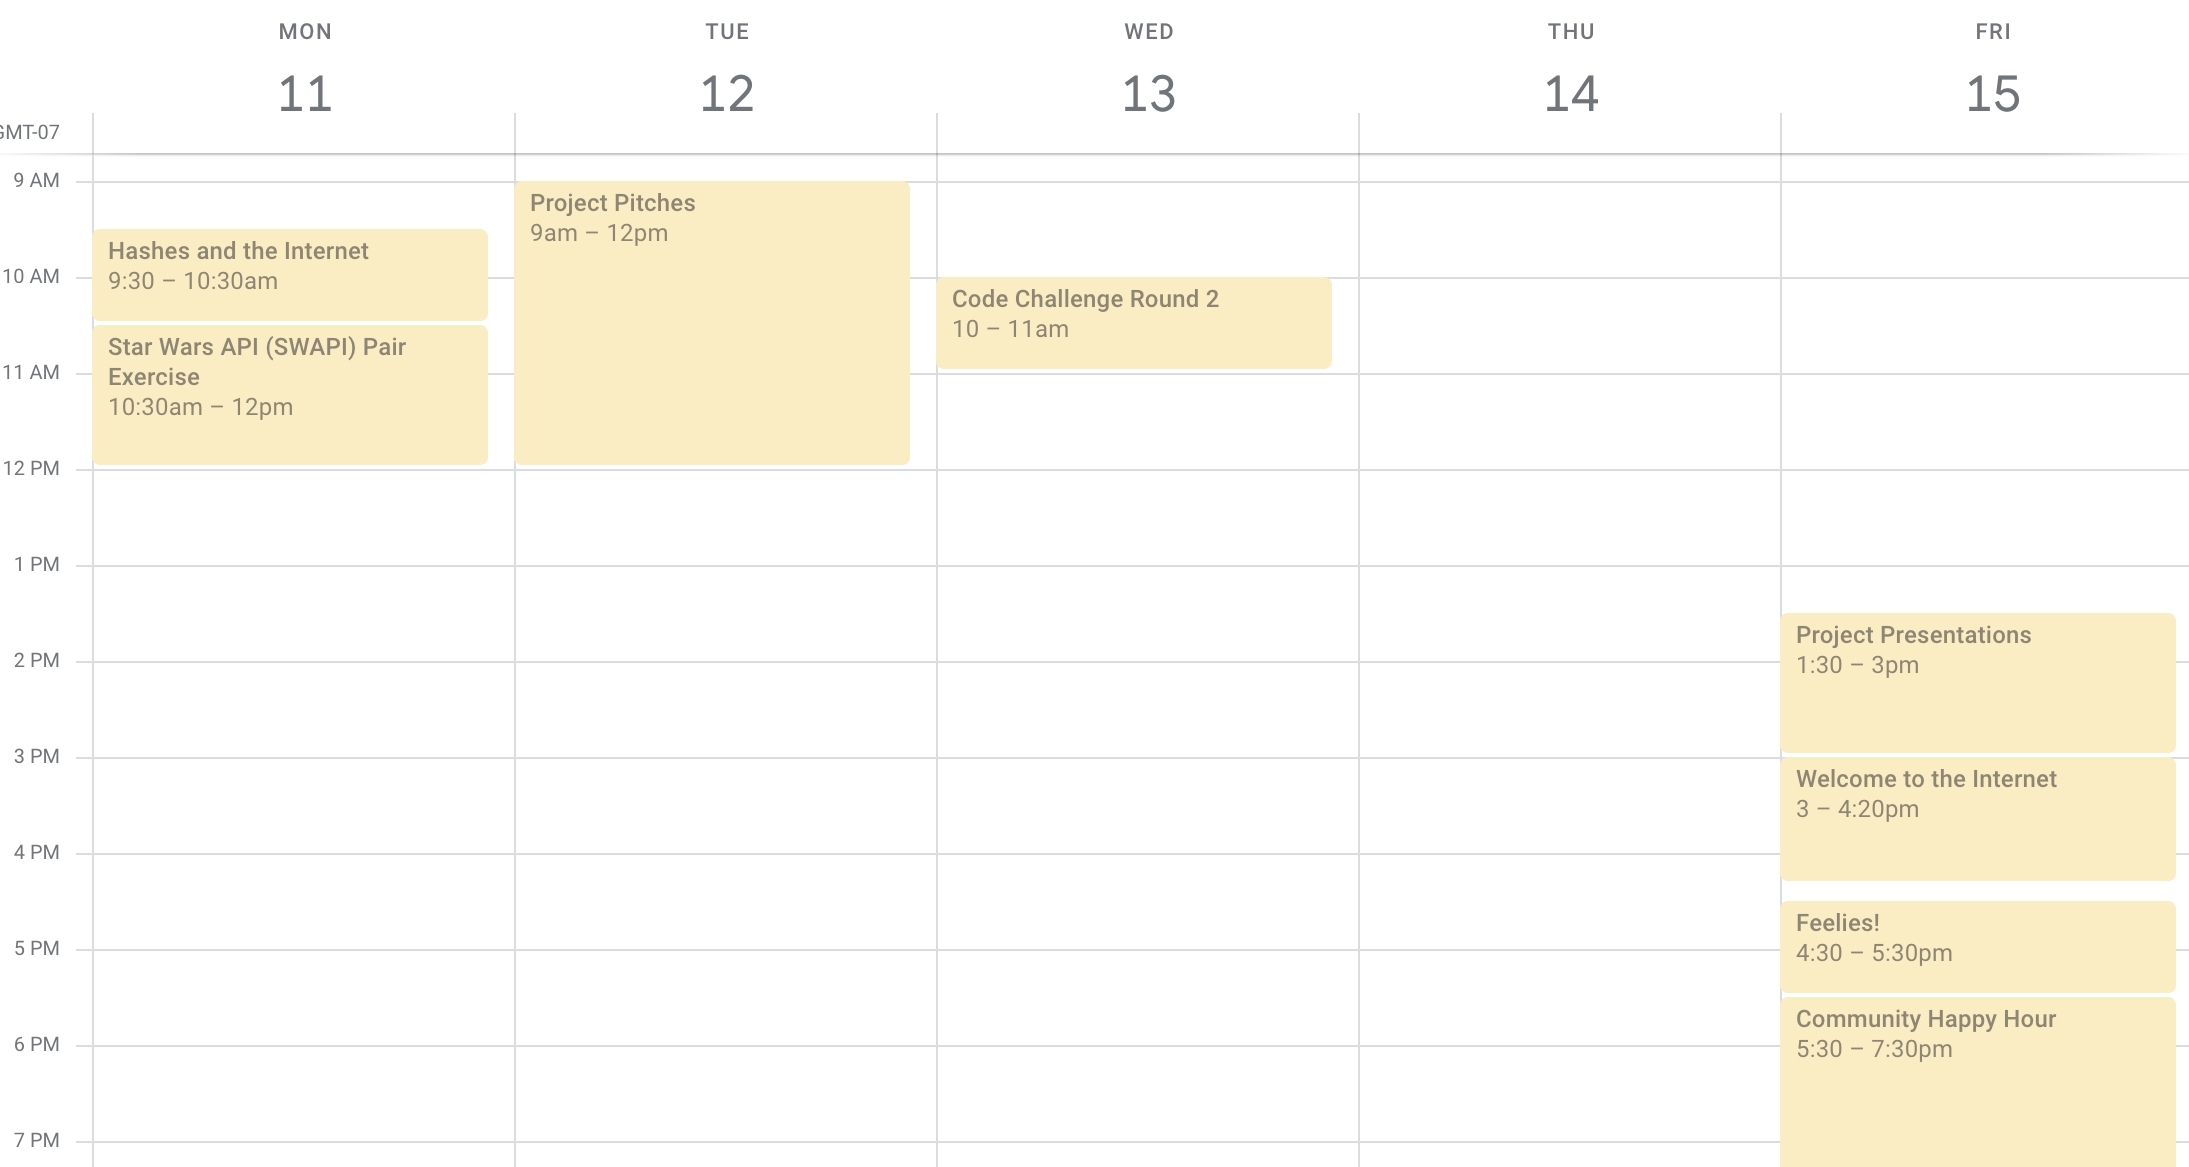 MON
11
TUE
12
WED
13
THU
14
FRI
15
GMT-07
9 AM
10 AM
11 AM
12 PM
1 PM
2 PM
3 PM
4 PM
5 PM
6 PM
7 PM
Hashes and the Internet
9:30 – 10:30am
Star Wars API (SWAPI) Pair
Exercise
10:30am – 12pm
Project Pitches
9am – 12pm
Code Challenge Round 2
10 – 11am
Project Presentations
1:30 – 3pm
Welcome to the Internet
3 – 4:20pm
Feelies!
4:30 – 5:30pm
Community Happy Hour
5:30 – 7:30pm